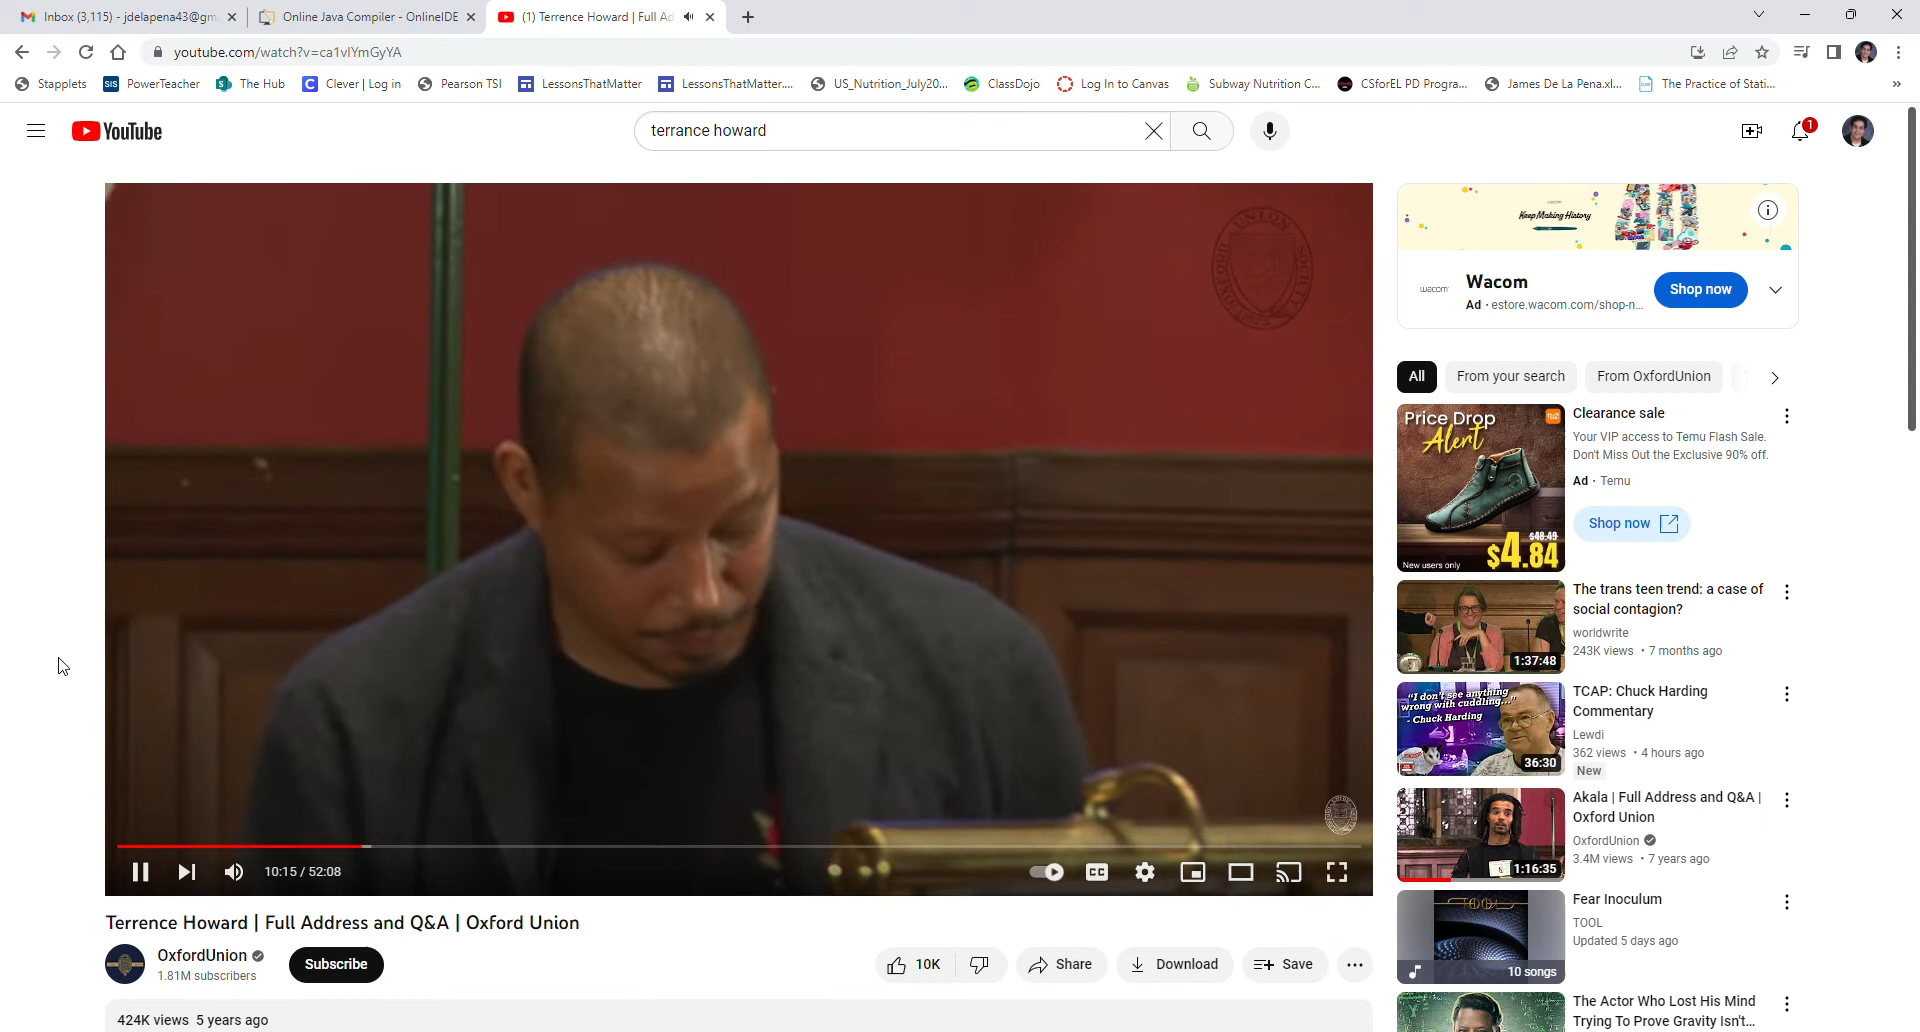 Inbox (3,115) - jdelapena43@gm
Online Java Compiler - OnlineIDE
(1) Terrence Howard | Full Ad
youtube.com/watch?v=ca1vlYmGyYA
Stapplets
SIS PowerTeacher
The Hub
Clever | Log in
Pearson TSI
LessonsThatMatter
LessonsThatMatter....
US_Nutrition_July20...
ClassDojo
Log In to Canvas
Subway Nutrition C...
CSforEL PD Progra...
James De La Pena.xl...
The Practice of Stati...
YouTube
terrance howard
1
Keep Making History
40
wacom
Wacom
Ad · estore.wacom.com/shop-n...
Shop now
All
From your search
From OxfordUnion
Price Drop
Alert
$48.49
$4.84
New users only
Clearance sale
Your VIP access to Temu Flash Sale.
Don't Miss Out the Exclusive 90% off.
Ad · Temu
Shop now
1:37:48
The trans teen trend: a case of
social contagion?
worldwrite
243K views · 7 months ago
"I don't see anything
wrong with cuddling..."
- Chuck Harding
36:30
TCAP: Chuck Harding
Commentary
Lewdi
362 views · 4 hours ago
New
1:16:35
Akala | Full Address and Q&A |
Oxford Union
OxfordUnion
3.4M views · 7 years ago
TOOL
10 songs
Fear Inoculum
TOOL
Updated 5 days ago
The Actor Who Lost His Mind
Trying To Prove Gravity Isn't...
10:15 / 52:08
CC
Terrence Howard | Full Address and Q&A | Oxford Union
OxfordUnion
1.81M subscribers
Subscribe
10K
Share
Download
Save
424K views 5 years ago